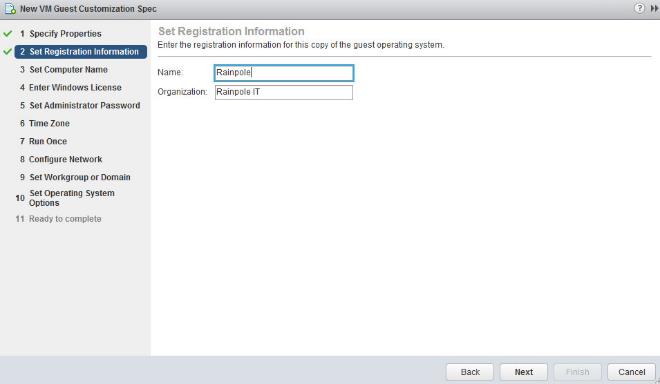 New VM Guest Customization Spec
?
1 Specify Properties
2 Set Registration Information
3 Set Computer Name
4 Enter Windows License
5 Set Administrator Password
6 Time Zone
7 Run Once
8 Configure Network
9 Set Workgroup or Domain
10 Set Operating System
Options
11 Ready to complete
Set Registration Information
Enter the registration information for this copy of the guest operating system.
Name: Rainpole
Organization: Rainpole IT
Back Next Finish Cancel